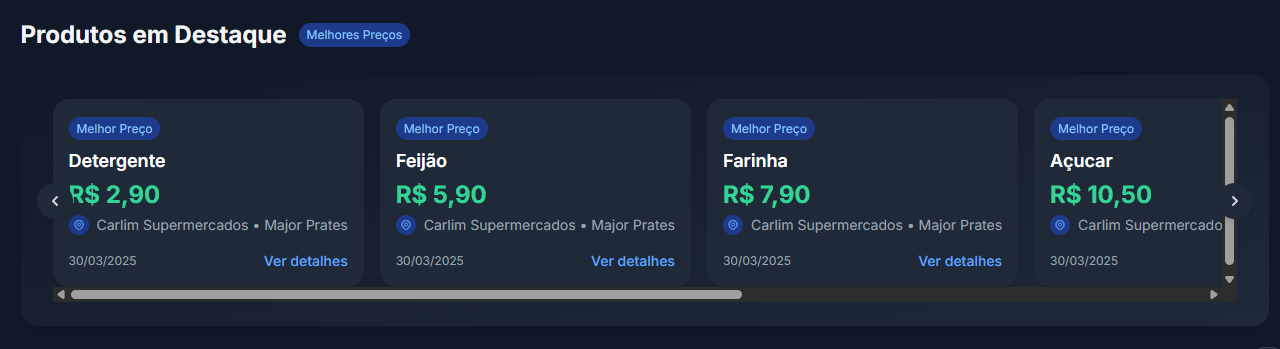 Produtos em Destaque
Melhores Preços
Melhor Preço
Detergente
R$ 2,90
Carlim Supermercados • Major Prates
30/03/2025
Ver detalhes
Melhor Preço
Feijão
R$ 5,90
Carlim Supermercados • Major Prates
30/03/2025
Ver detalhes
Melhor Preço
Farinha
R$ 7,90
Carlim Supermercados • Major Prates
30/03/2025
Ver detalhes
Melhor Preço
Açucar
R$ 10,50
Carlim Supermercado
30/03/2025